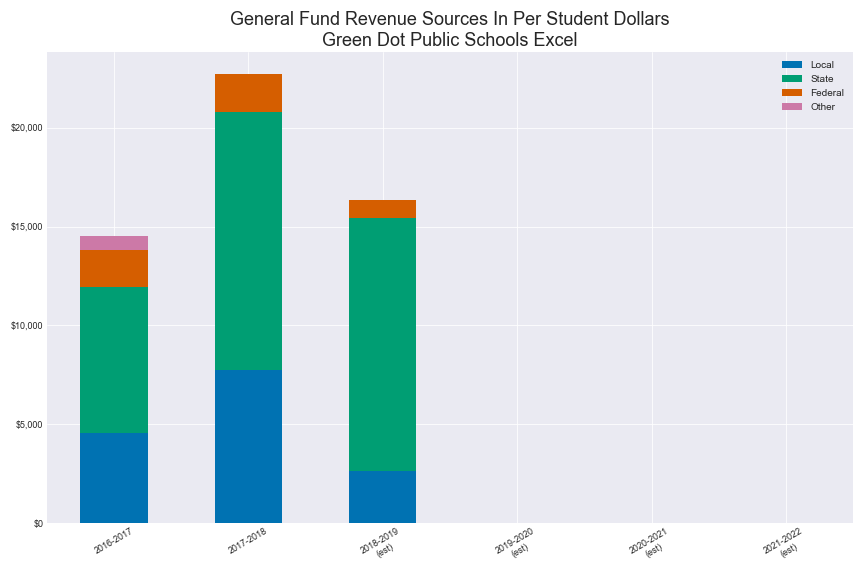 General Fund Revenue Sources In Per Student Dollars
Green Dot Public Schools Excel
Local
State
Federal
Other
$20,000
$15,000
$10,000
$5,000
$0
2016-2017
2017-2018
2018-2019
(est)
2019-2020
(est)
2020-2021
(est)
2021-2022
(est)